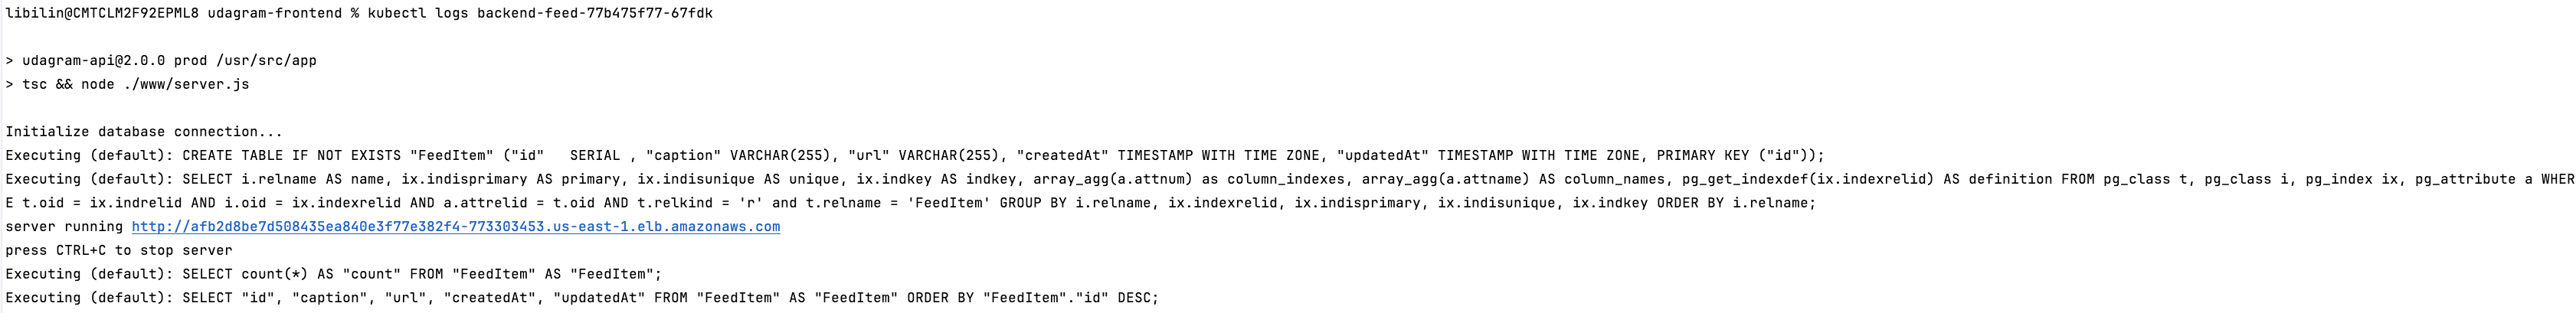 libilin@CMTCLM2F92EPML8 udagram-frontend % kubectl logs backend-feed-77b475f77-67fdk
> udagram-api@2.0.0 prod /usr/src/app
> tsc && node ./www/server.js
Initialize database connection...
Executing (default): CREATE TABLE IF NOT EXISTS "FeedItem" ("id"   SERIAL , "caption" VARCHAR(255), "url" VARCHAR(255), "createdAt" TIMESTAMP WITH TIME ZONE, "updatedAt" TIMESTAMP WITH TIME ZONE, PRIMARY KEY ("id"));
Executing (default): SELECT i.relname AS name, ix.indisprimary AS primary, ix.indisunique AS unique, ix.indkey AS indkey, array_agg(a.attnum) as column_indexes, array_agg(a.attname) AS column_names, pg_get_indexdef(ix.indexrelid) AS definition FROM pg_class t, pg_class i, pg_index ix, pg_attribute a WHER
E t.oid = ix.indrelid AND i.oid = ix.indexrelid AND a.attrelid = t.oid AND t.relkind = 'r' and t.relname = 'FeedItem' GROUP BY i.relname, ix.indexrelid, ix.indisprimary, ix.indisunique, ix.indkey ORDER BY i.relname;
server running http://afb2d8be7d508435ea840e3f77e382f4-773303453.us-east-1.elb.amazonaws.com
press CTRL+C to stop server
Executing (default): SELECT count(*) AS "count" FROM "FeedItem" AS "FeedItem";
Executing (default): SELECT "id", "caption", "url", "createdAt", "updatedAt" FROM "FeedItem" AS "FeedItem" ORDER BY "FeedItem"."id" DESC;